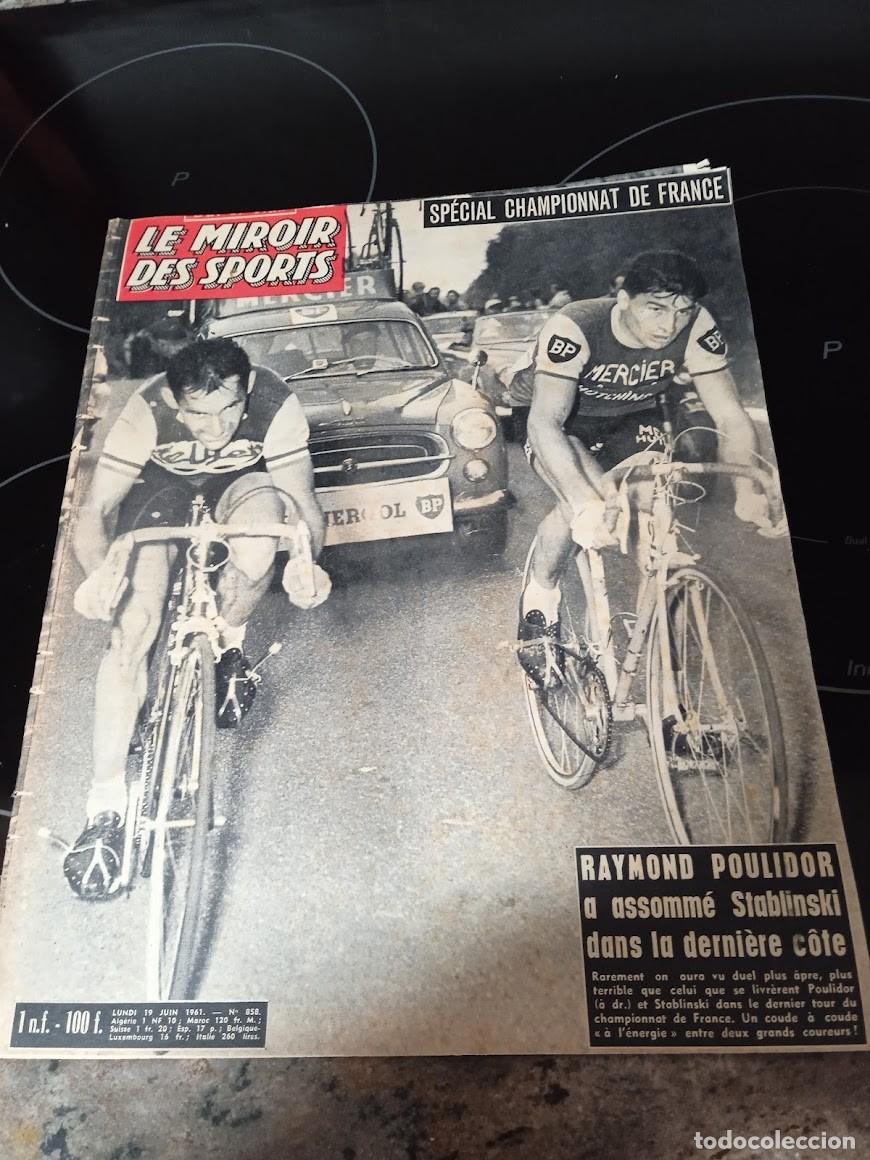 SPÉCIAL CHAMPIONNAT DE FRANCE
LE MIROIR
DES SPORTS
MERCIER
BP
BP
MERCIER
HUTCHINS
BP
P
P
RAYMOND POULIDOR
a assommé Stablinski
dans la dernière côte
Rarement on aura vu duel plus âpre, plus
terrible que celui que se livrèrent Poulidor
(à dr.) et Stablinski dans le dernier tour du
championnat de France. Un coude à coude
« à l'énergie » entre deux grands coureurs !
1 n.f. - 100 f.
LUNDI 19 JUIN 1961. — N° 858.
Algérie 1 NF 10 ; Maroc 120 fr. M. ;
Suisse 1 fr. 20 ; Esp. 17 p. ; Belgique-
Luxembourg 16 fr. ; Italie 260 lires.
todocoleccion